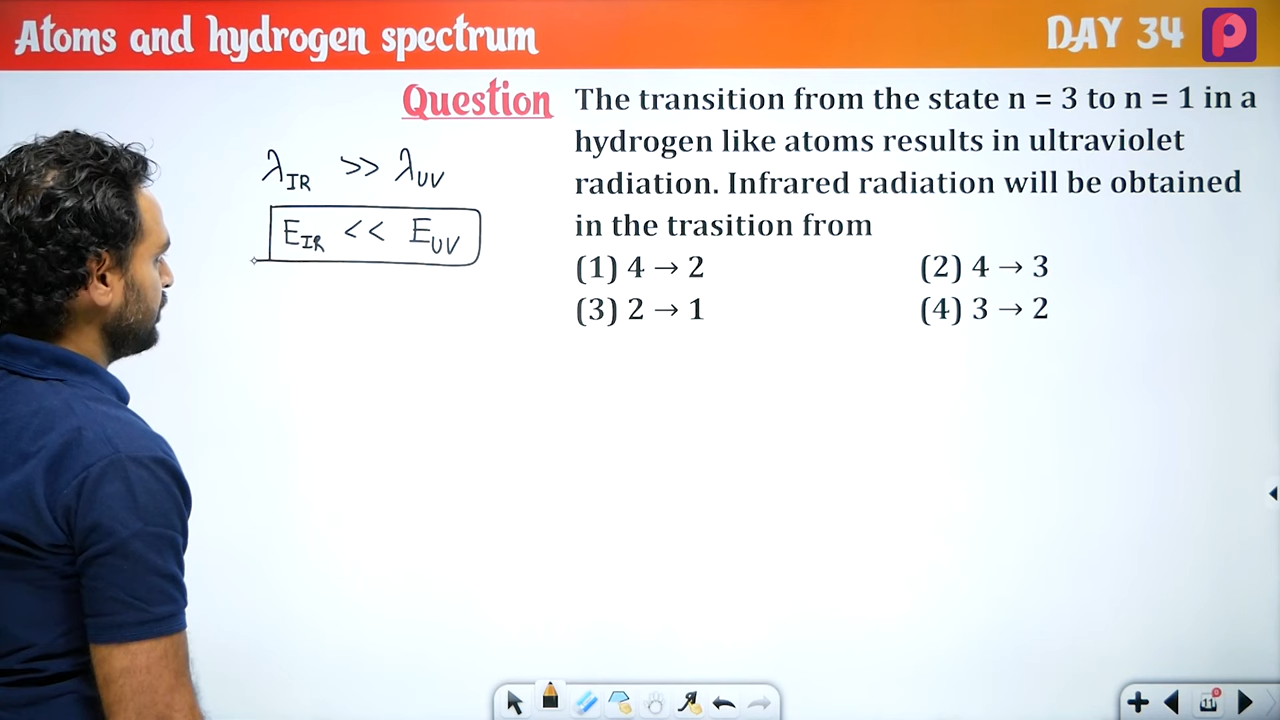 Atoms and hydrogen spectrum
DAY 34
Question
The transition from the state n = 3 to n = 1 in a
hydrogen like atoms results in ultraviolet
radiation. Infrared radiation will be obtained
in the trasition from
(1) 4 → 2
(2) 4 → 3
(3) 2 → 1
(4) 3 → 2
λIR >> λUV
EIR << EUV
11